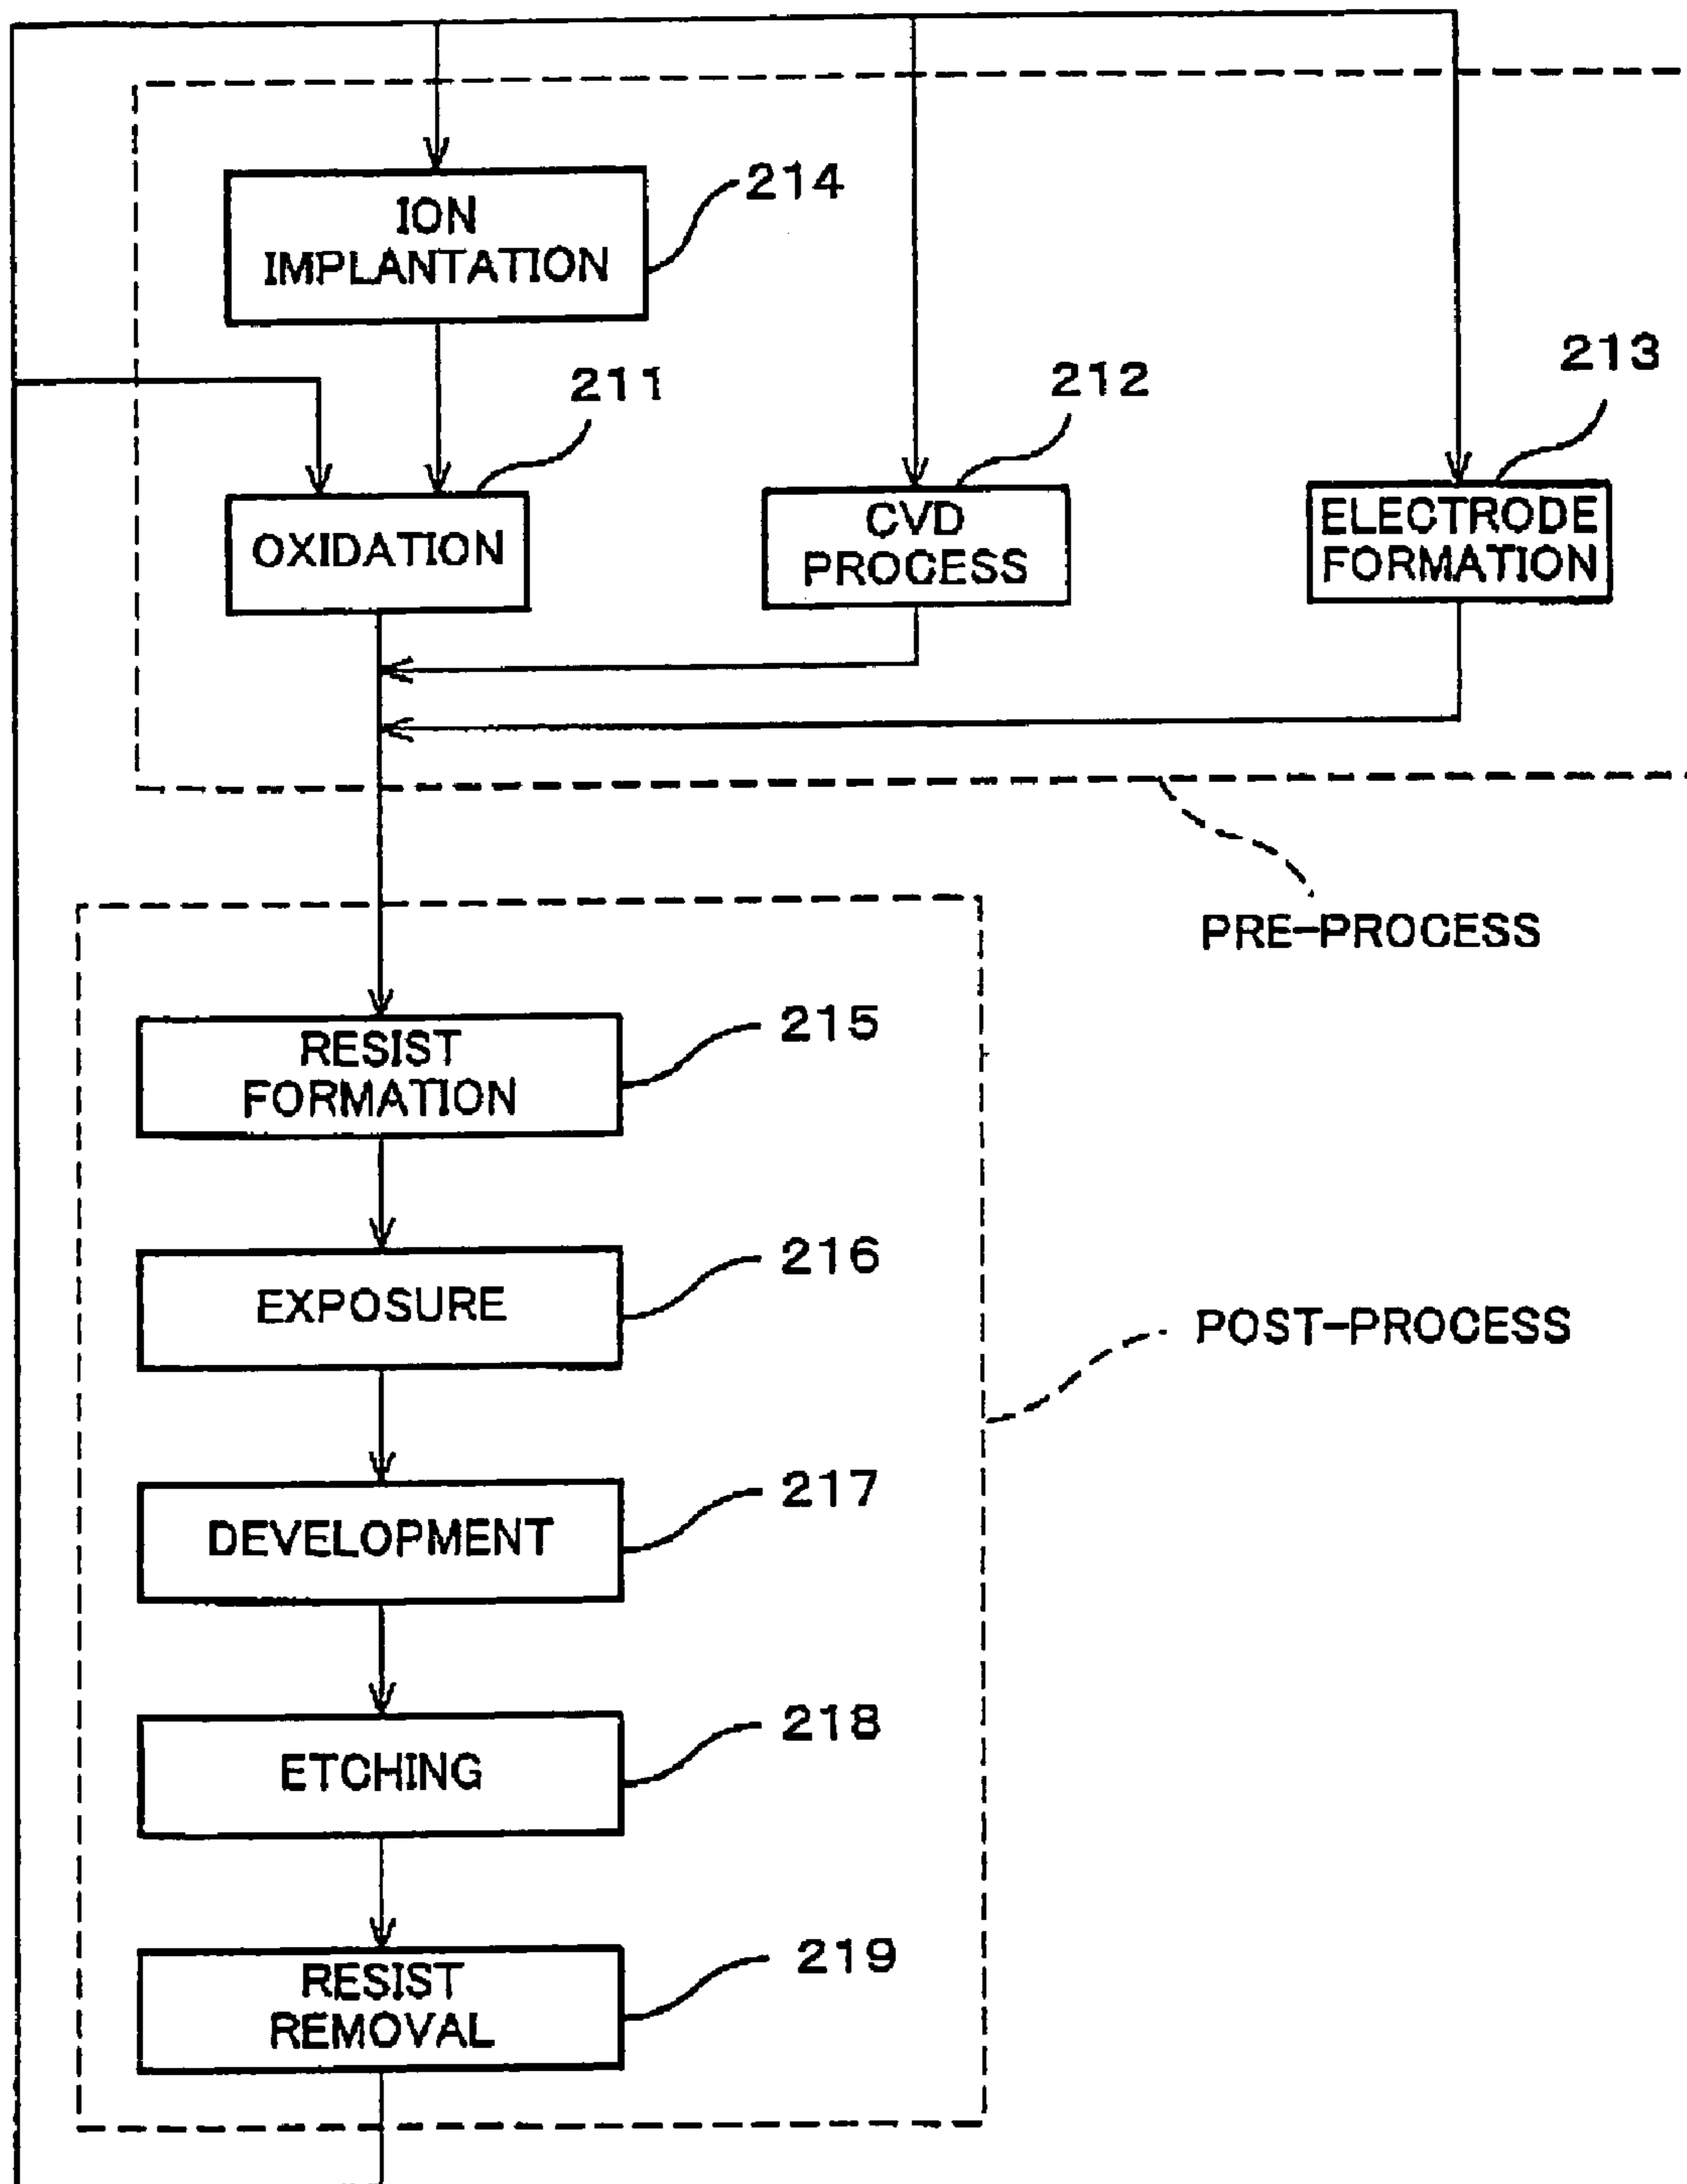 214
ION
IMPLANTATION
213
211
212
OXIDATION
CVD
PROCESS
ELECTRODE
FORMATION
PRE-PROCESS
215
RESIST
FORMATION
216
EXPOSURE
POST-PROCESS
217
DEVELOPMENT
218
ETCHING
219
RESIST
REMOVAL